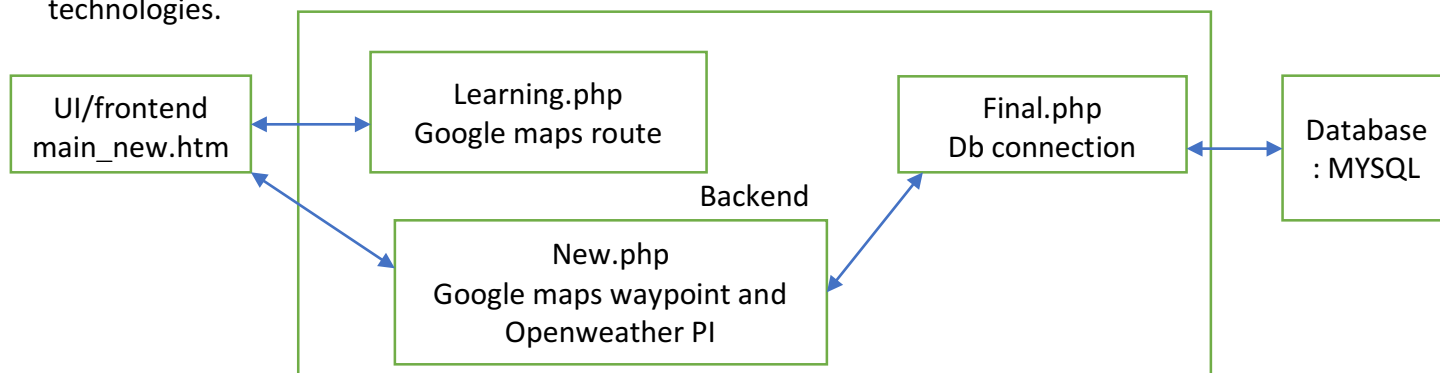 technologies.
UI/frontend
main_new.htm
Learning.php
Google maps route
Final.php
Db connection
Database
: MYSQL
Backend
New.php
Google maps waypoint and
Openweather PI